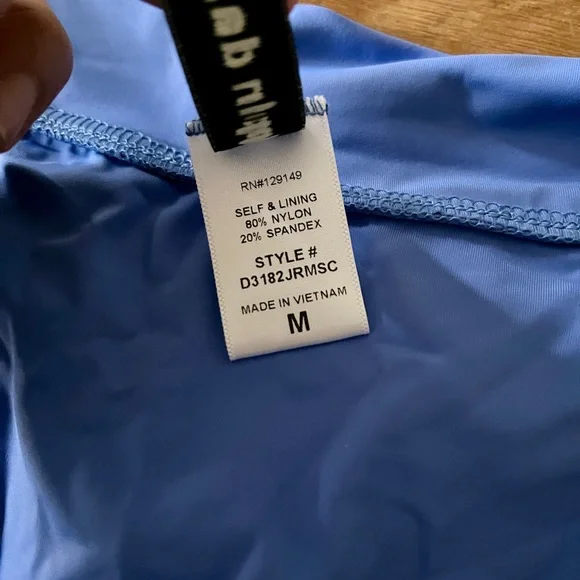 RN#129149
SELF & LINING
80% NYLON
20% SPANDEX
STYLE #
D3182JRMSC
MADE IN VIETNAM
M